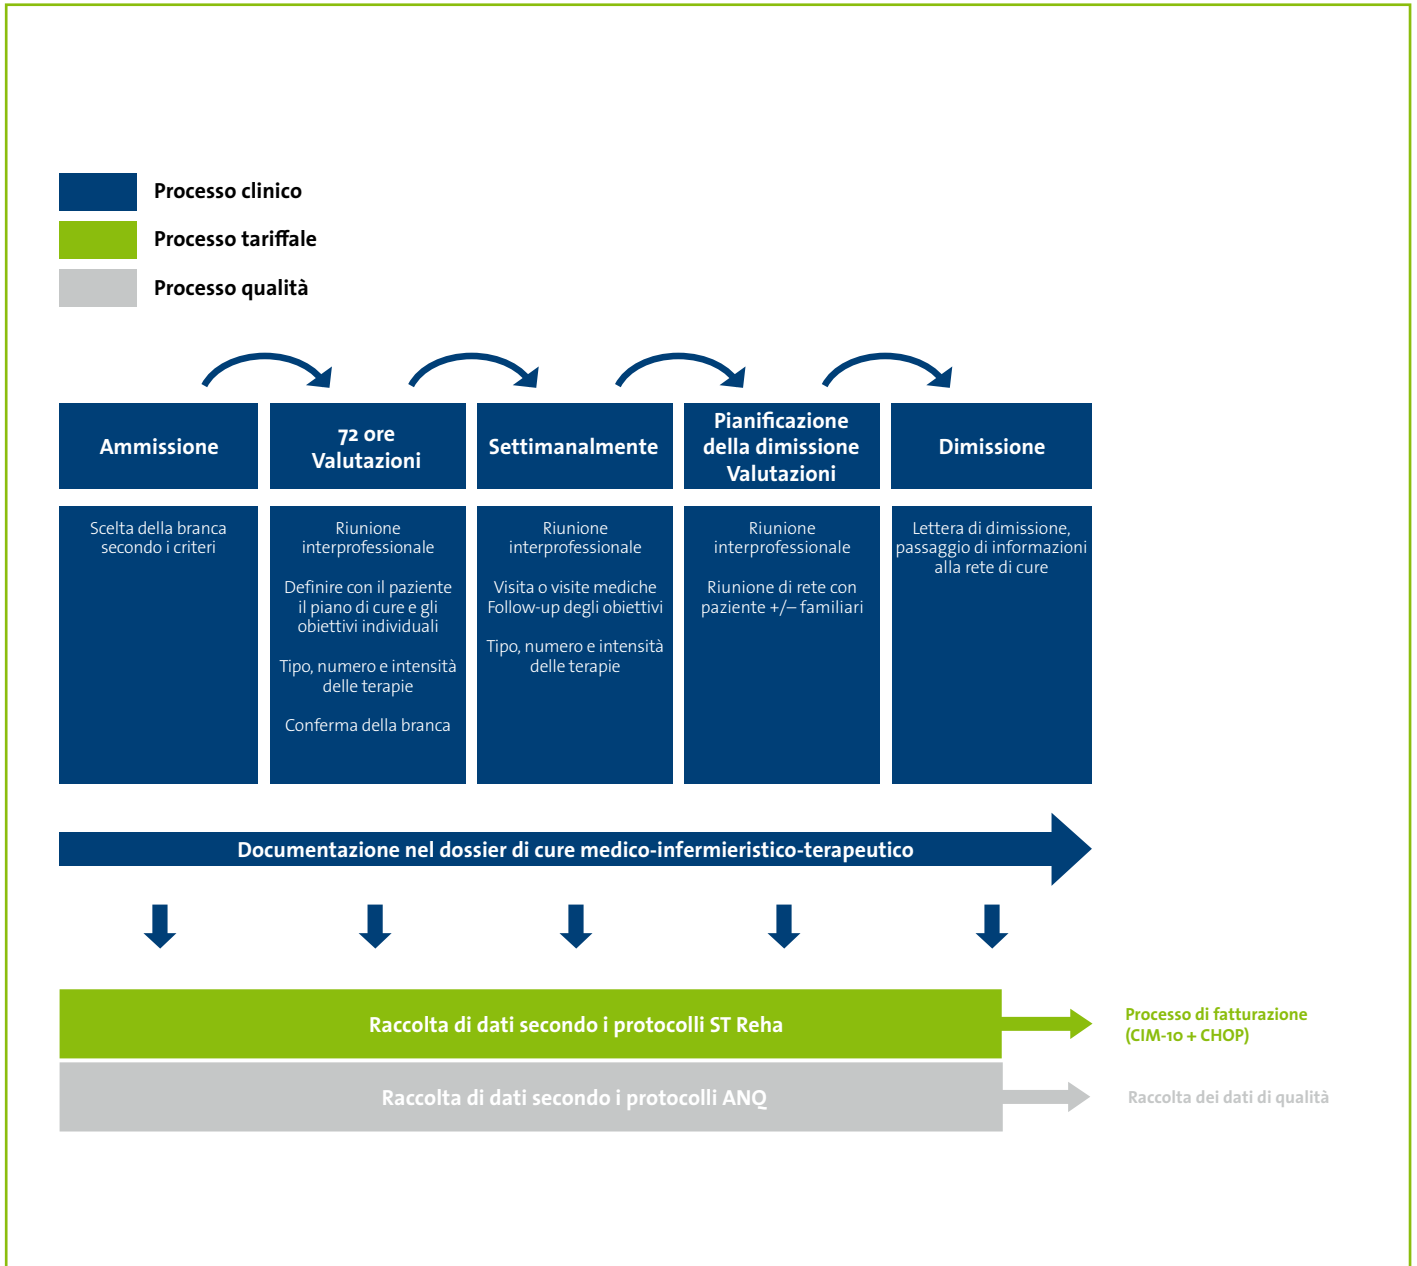 Processo clinico
Processo tariffale
Processo qualità
Ammissione
72 ore
Valutazioni
Settimanalmente
Pianificazione
della dimissione
Valutazioni
Dimissione
Scelta della branca
secondo i criteri
Riunione
interprofessionale
Definire con il paziente
il piano di cure e gli
obiettivi individuali
Tipo, numero e intensità
delle terapie
Conferma della branca
Riunione
interprofessionale
Visita o visite mediche
Follow-up degli obiettivi
Tipo, numero e intensità
delle terapie
Riunione
interprofessionale
Riunione di rete con
paziente +/– familiari
Lettera di dimissione,
passaggio di informazioni
alla rete di cure
Documentazione nel dossier di cure medico-infermieristico-terapeutico
Raccolta di dati secondo i protocolli ST Reha
Processo di fatturazione
(CIM-10 + CHOP)
Raccolta di dati secondo i protocolli ANQ
Raccolta dei dati di qualità